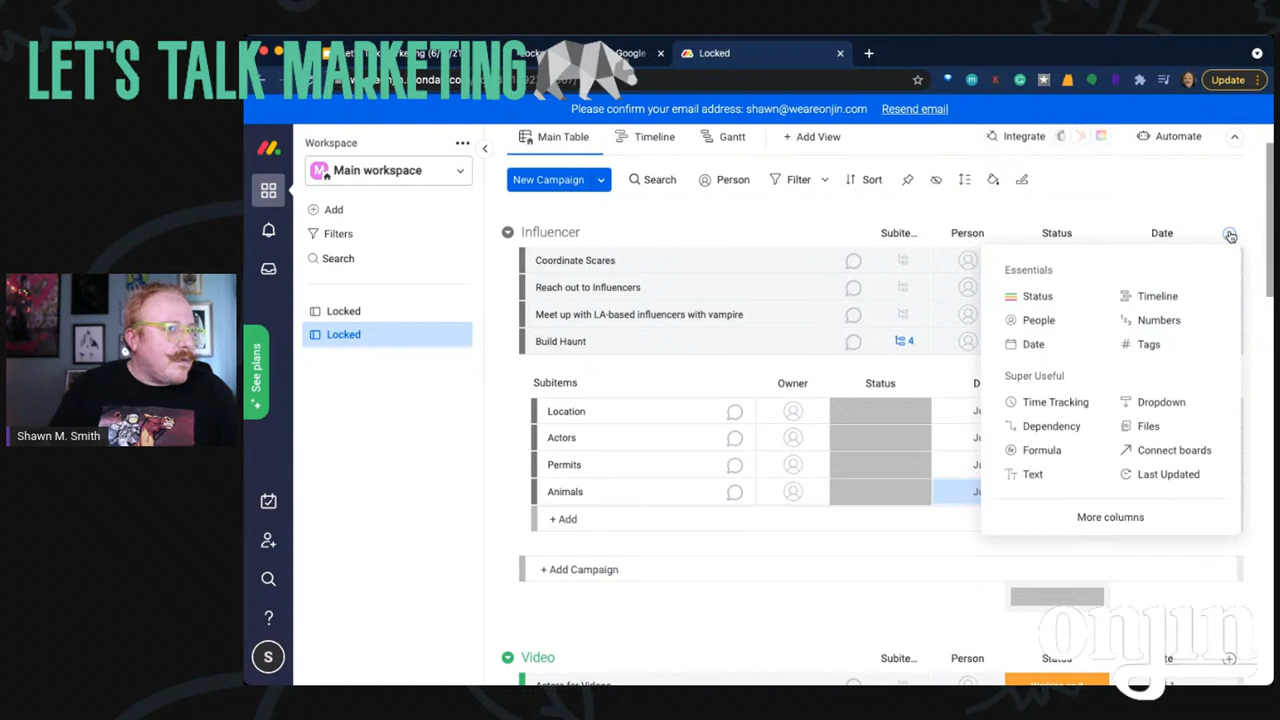 LET'S TALK MARKETING
Google
Locked
Update
Please confirm your email address: shawn@weareonjin.com Resend email
Workspace
Main workspace
Add
Filters
Search
Locked
Locked
See plans
S
Main Table
Timeline
Gantt
+ Add View
Integrate
Automate
New Campaign
Search
Person
Filter
Sort
Influencer
Subite...
Person
Status
Date
Coordinate Scares
Reach out to Influencers
Meet up with LA-based influencers with vampire
Build Haunt
4
Subitems
Owner
Status
Location
Actors
Permits
Animals
+ Add
+ Add Campaign
Essentials
Status
Timeline
People
Numbers
Date
Tags
Super Useful
Time Tracking
Dropdown
Dependency
Files
Formula
Connect boards
Text
Last Updated
More columns
Video
Subite...
Person
Status
Shawn M. Smith
onjin